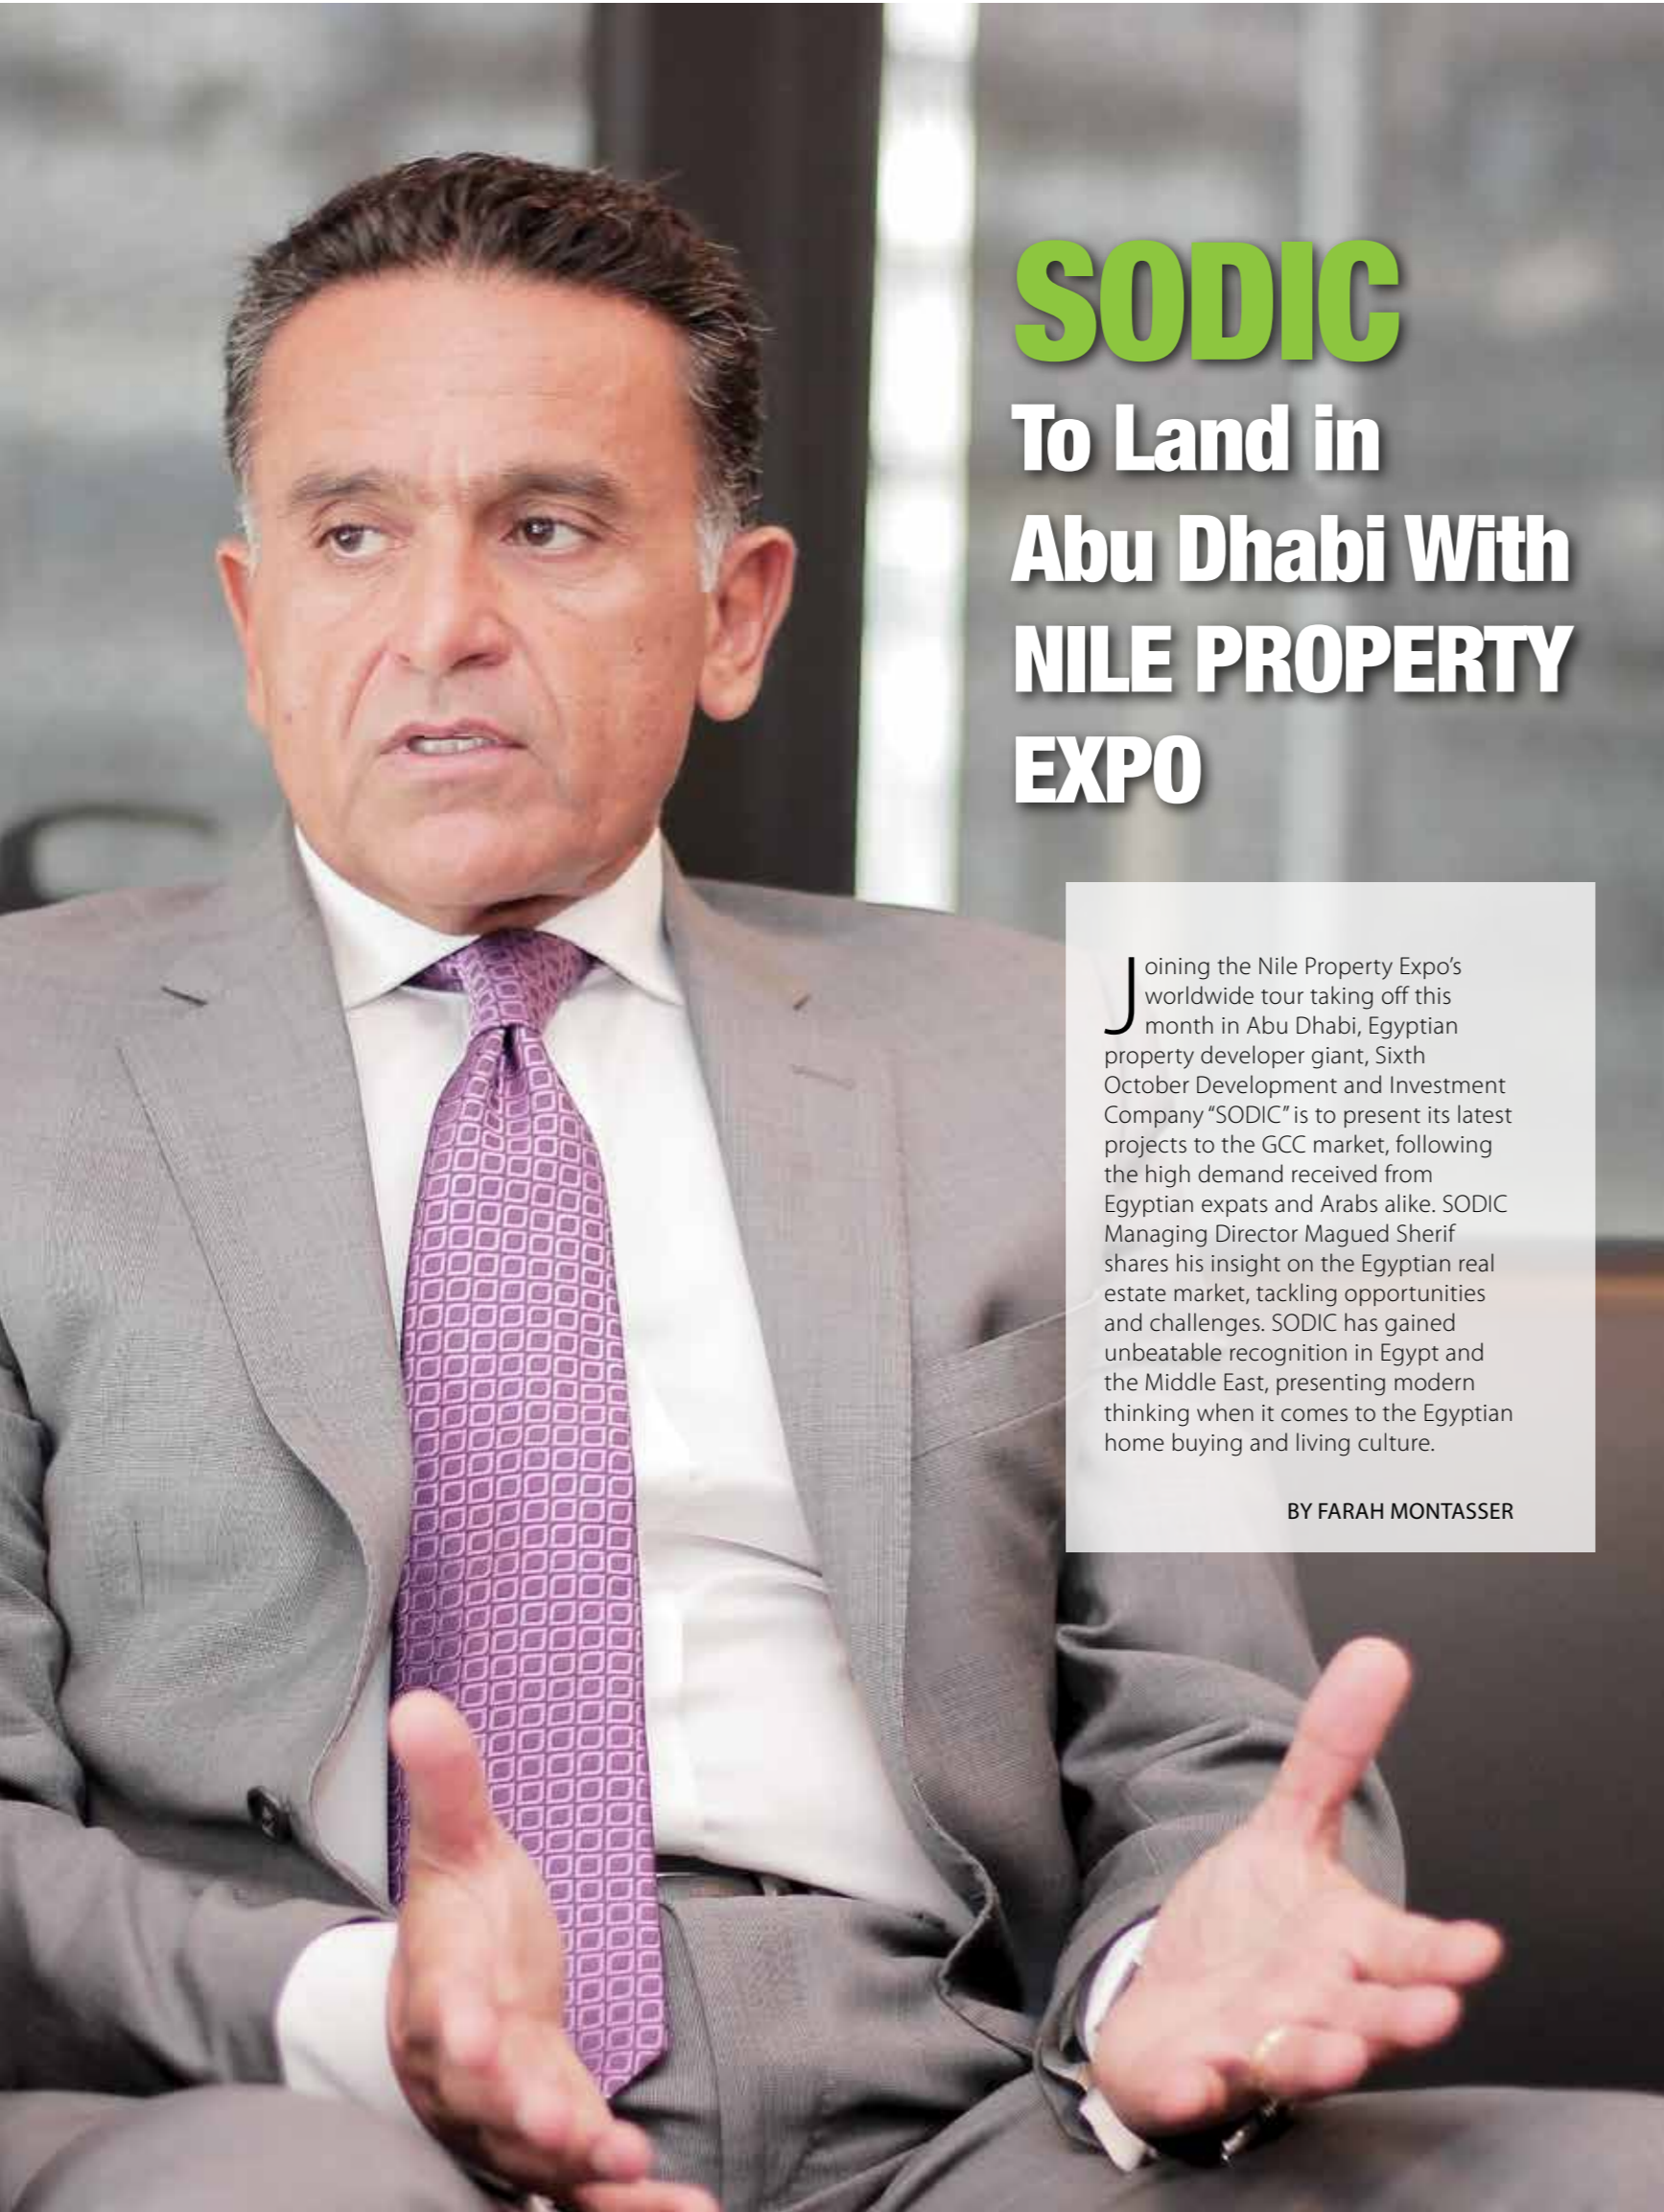 SODIC
To Land in
Abu Dhabi With
NILE PROPERTY
EXPO
Joining the Nile Property Expo’s
worldwide tour taking off this
month in Abu Dhabi, Egyptian
property developer giant, Sixth
October Development and Investment
Company “SODIC” is to present its latest
projects to the GCC market, following
the high demand received from
Egyptian expats and Arabs alike. SODIC
Managing Director Magued Sherif
shares his insight on the Egyptian real
estate market, tackling opportunities
and challenges. SODIC has gained
unbeatable recognition in Egypt and
the Middle East, presenting modern
thinking when it comes to the Egyptian
home buying and living culture.
BY FARAH MONTASSER